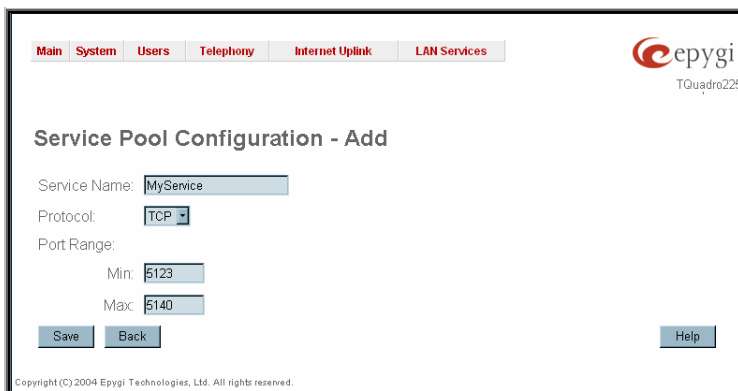 Main System Users Telephony Internet Uplink LAN Services
epygi
TQuadro225
Service Pool Configuration - Add
Service Name: MyService
Protocol: TCP
Port Range:
Min: 5123
Max: 5140
Save Back Help
Copyright (C) 2004 Epygi Technologies, Ltd. All rights reserved.